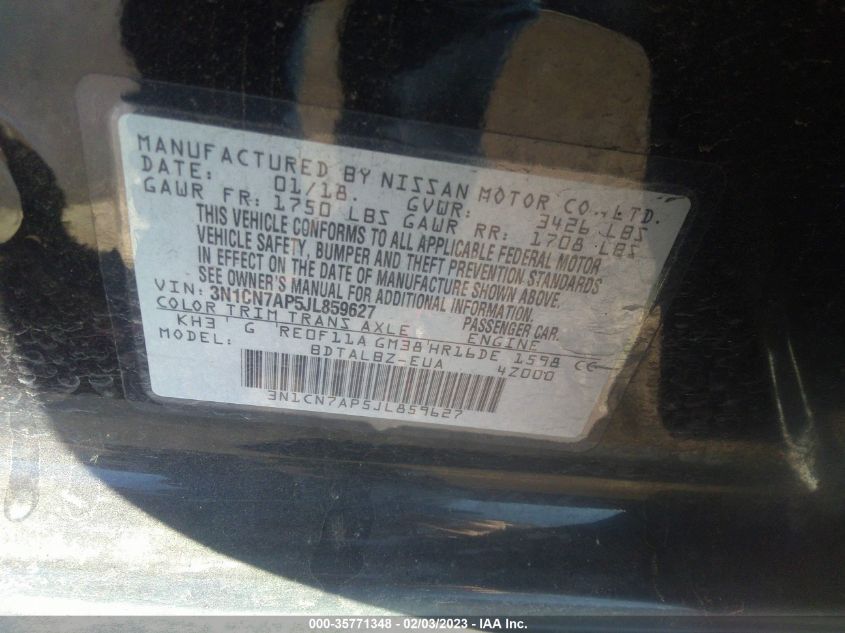 MANUFACTURED BY NISSAN MOTOR CO., LTD.
DATE: 01/18. GVWR: 3426 LBS
GAWR FR: 1750 LBS GAWR RR: 1708 LBS
THIS VEHICLE CONFORMS TO ALL APPLICABLE FEDERAL MOTOR
VEHICLE SAFETY, BUMPER AND THEFT PREVENTION STANDARDS
IN EFFECT ON THE DATE OF MANUFACTURE SHOWN ABOVE.
SEE OWNER'S MANUAL FOR ADDITIONAL INFORMATION.
VIN: 3N1CN7AP5JL859627 PASSENGER CAR.
COLOR TRIM TRANS AXLE ENGINE
KH3 G RE0F11A GM38 HR16DE 1598 CC
MODEL: BDTALBZ-EUA 4Z000
3N1CN7AP5JL859627
000-35771348 — 02/03/2023 - IAA Inc.